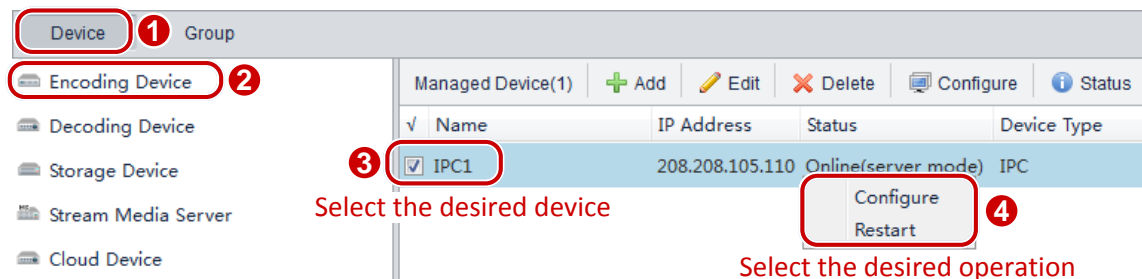 Device 1 Group
Encoding Device 2
Managed Device(1) Add Edit Delete Configure Status
Decoding Device
√ Name IP Address Status Device Type
Storage Device
3 IPC1 208.208.105.110 Online(server mode) IPC
Stream Media Server
Select the desired device
Configure
4
Restart
Cloud Device
Select the desired operation